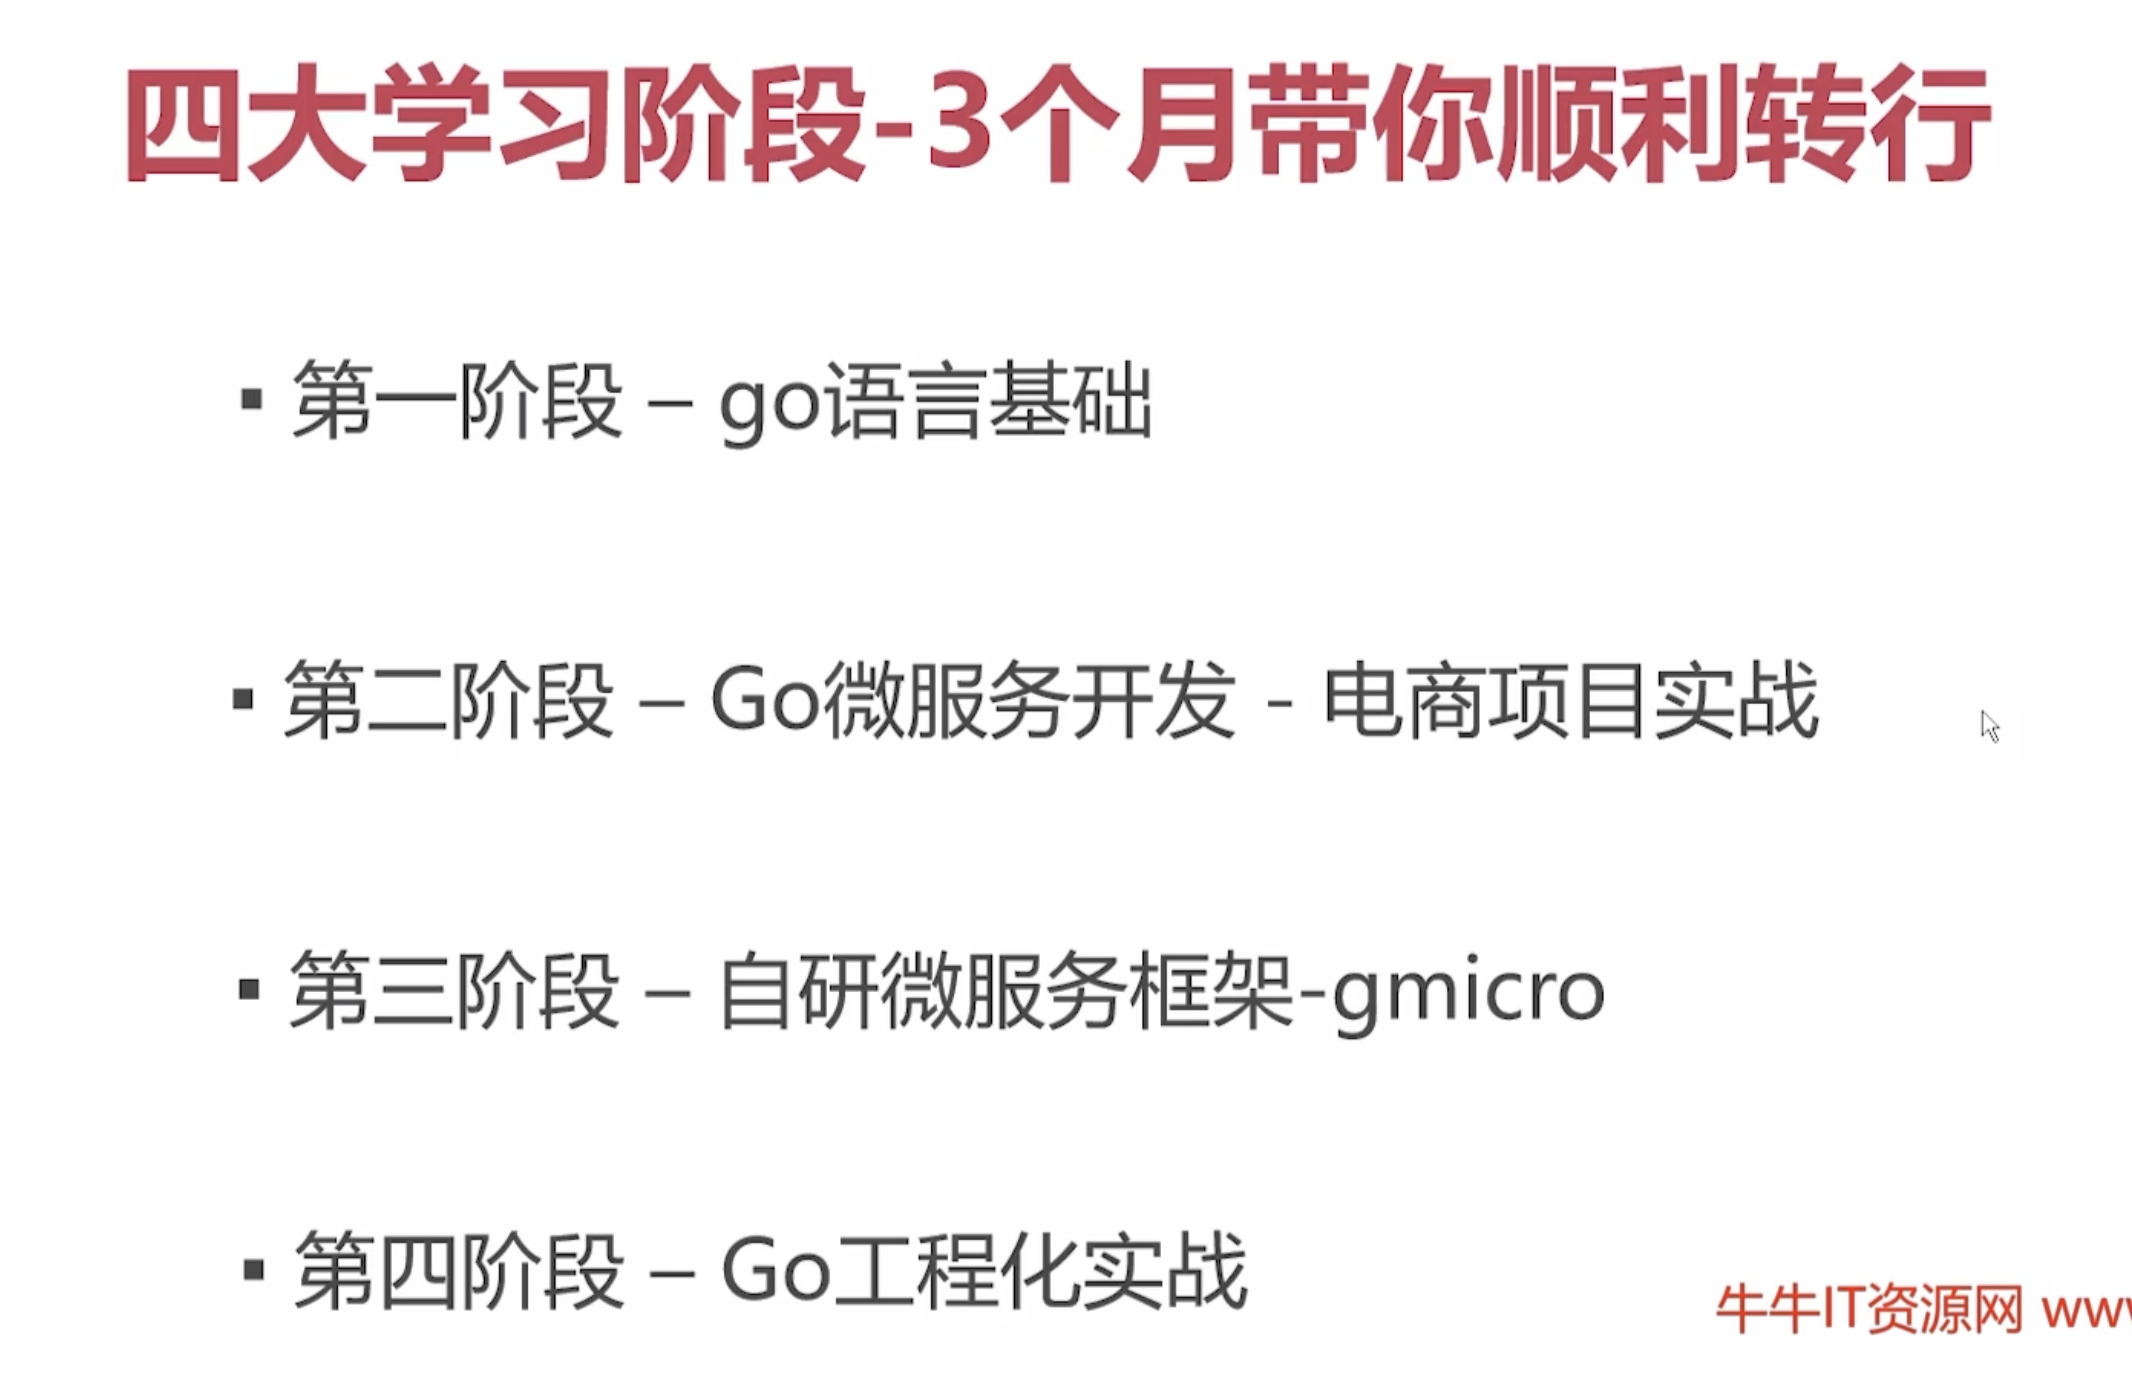 四大学习阶段-3个月带你顺利转行
▪ 第一阶段 – go语言基础
▪ 第二阶段 – Go微服务开发 - 电商项目实战
▪ 第三阶段 – 自研微服务框架-gmicro
▪ 第四阶段 – Go工程化实战
牛牛IT资源网 www